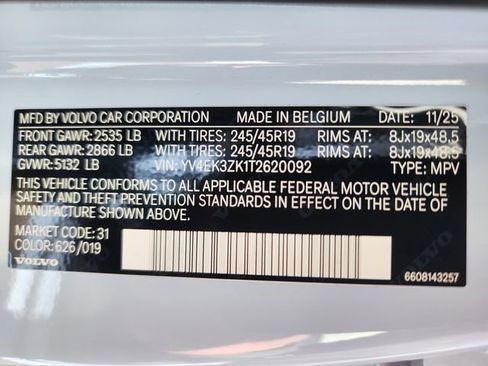 MFD BY VOLVO CAR CORPORATION MADE IN BELGIUM DATE: 11/25
FRONT GAWR: 2535 LB WITH TIRES: 245/45R19 RIMS AT: 8Jx19x48.5
REAR GAWR: 2866 LB WITH TIRES: 245/45R19 RIMS AT: 8Jx19x48.5
GVWR: 5132 LB VIN: YV4EK3ZK1T2620092 TYPE: MPV
THIS VEHICLE CONFORMS TO ALL APPLICABLE FEDERAL MOTOR VEHICLE
SAFETY AND THEFT PREVENTION STANDARDS IN EFFECT ON THE DATE OF
MANUFACTURE SHOWN ABOVE.
MARKET CODE: 31
COLOR: 626/019
VOLVO
6608143257